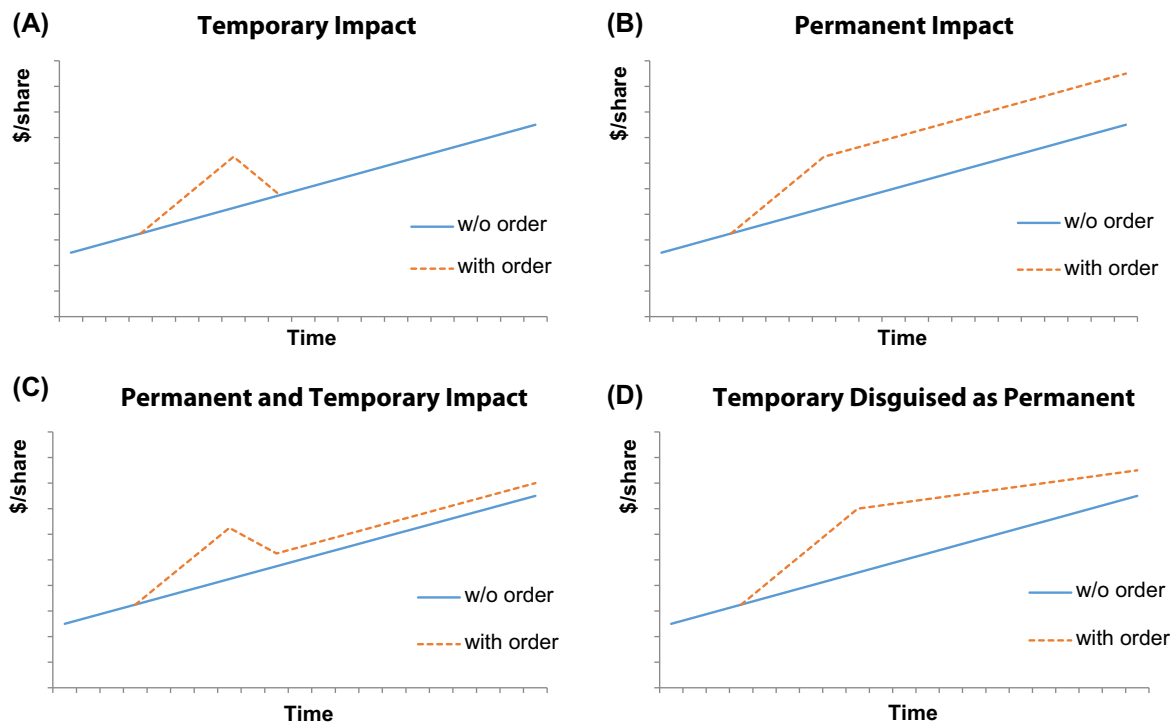 (A)
Temporary Impact
$/share
w/o order
with order
Time
(B)
Permanent Impact
$/share
w/o order
with order
Time
(C)
Permanent and Temporary Impact
$/share
w/o order
with order
Time
(D)
Temporary Disguised as Permanent
$/share
w/o order
with order
Time